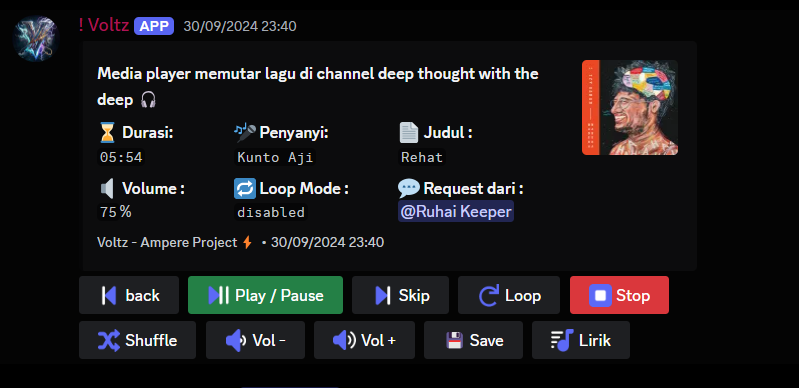 ! Voltz APP 30/09/2024 23:40
Media player memutar lagu di channel deep thought with the
deep 🎧
⏳ Durasi: 🎤 Penyanyi: 📄 Judul :
05:54 Kunto Aji Rehat
🔈 Volume : 🔁 Loop Mode : 💬 Request dari :
75% disabled @Ruhai Keeper
Voltz - Ampere Project ⚡ • 30/09/2024 23:40
back Play / Pause Skip Loop Stop
Shuffle Vol - Vol + Save Lirik